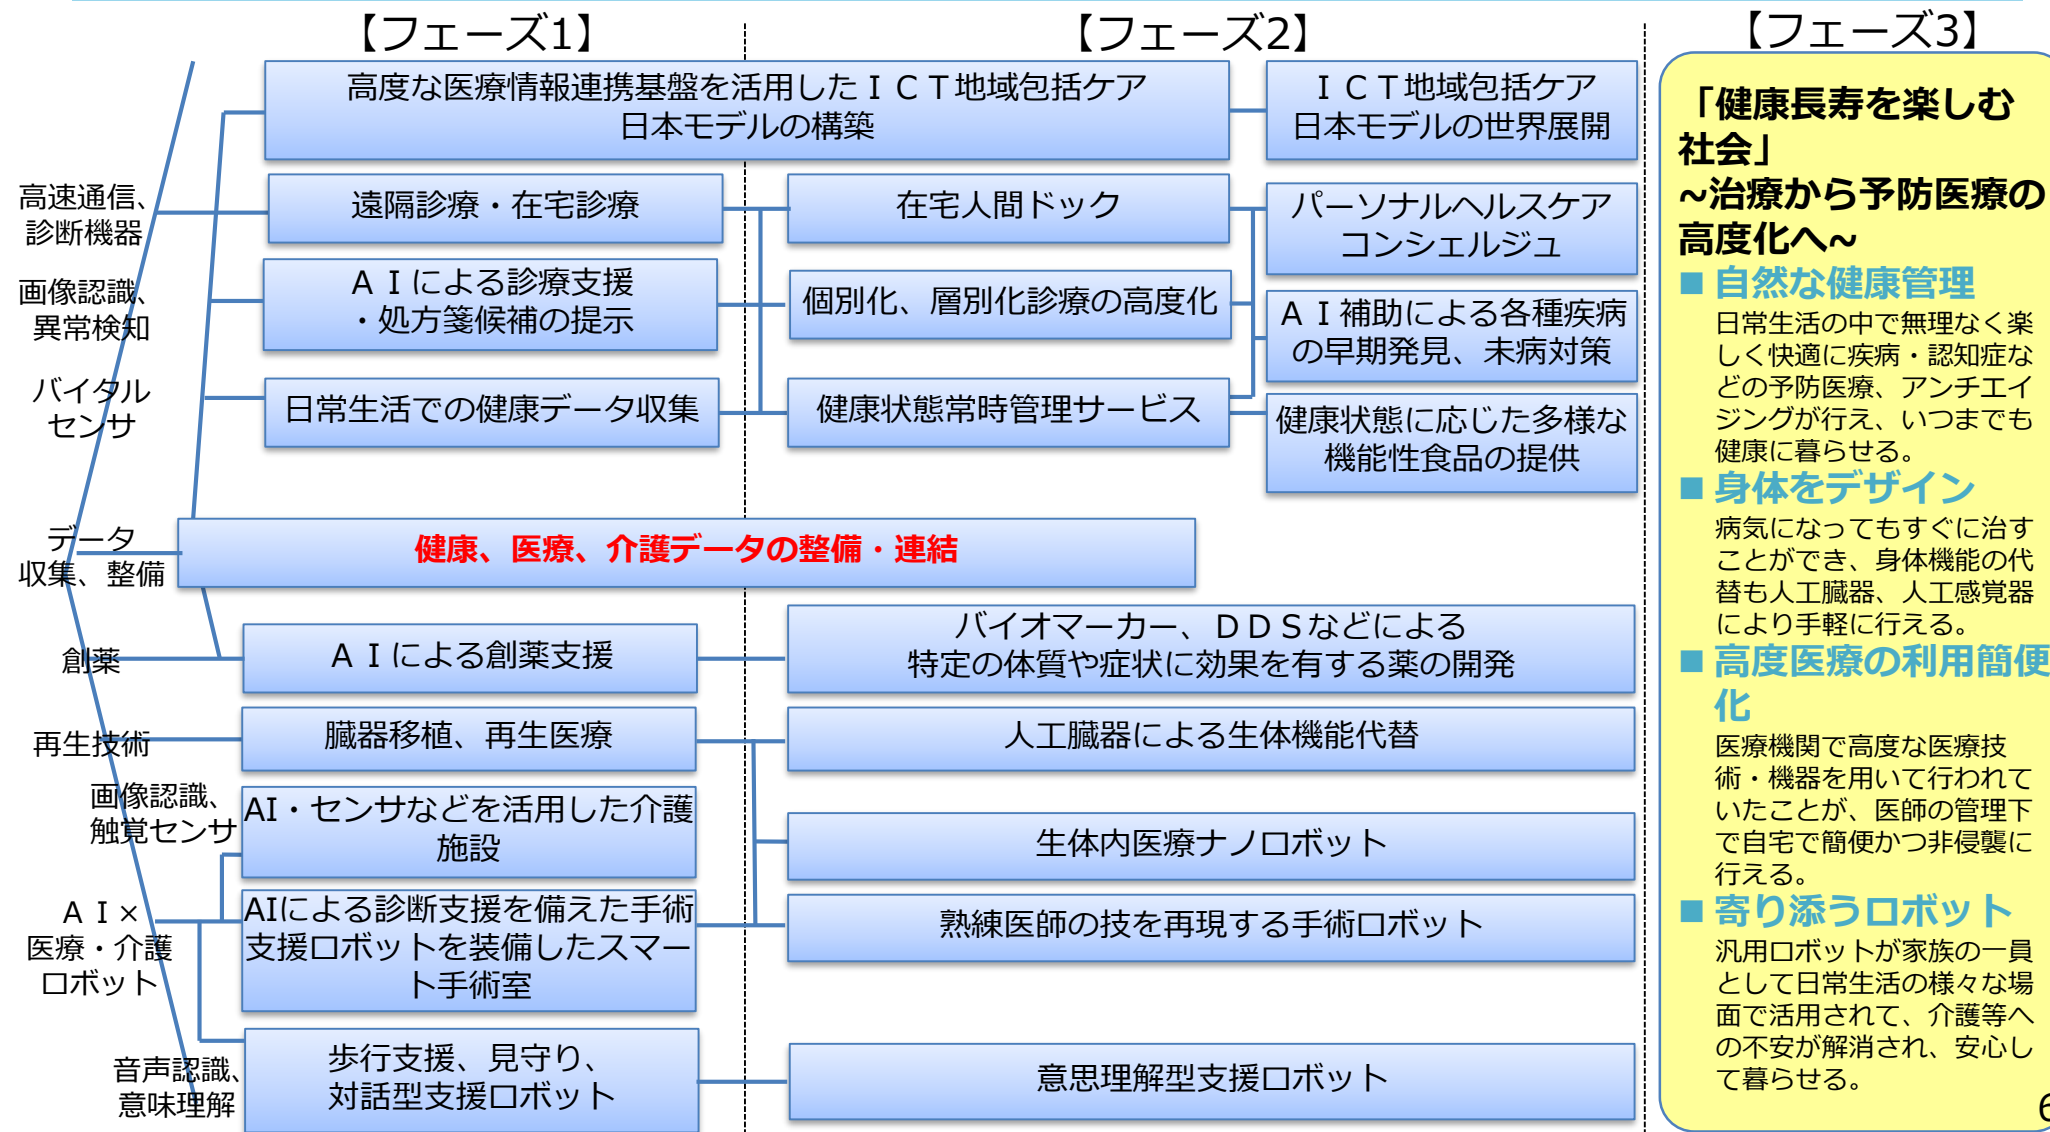 【フェーズ1】
【フェーズ2】
【フェーズ3】
高度な医療情報連携基盤を活用したＩＣＴ地域包括ケア
日本モデルの構築
ＩＣＴ地域包括ケア
日本モデルの世界展開
高速通信、
診断機器
遠隔診療・在宅診療
在宅人間ドック
パーソナルヘルスケア
コンシェルジュ
画像認識、
異常検知
ＡＩによる診療支援
・処方箋候補の提示
個別化、層別化診療の高度化
ＡＩ補助による各種疾病
の早期発見、未病対策
バイタル
センサ
日常生活での健康データ収集
健康状態常時管理サービス
健康状態に応じた多様な
機能性食品の提供
データ
収集、整備
健康、医療、介護データの整備・連結
創薬
ＡＩによる創薬支援
バイオマーカー、ＤＤＳなどによる
特定の体質や症状に効果を有する薬の開発
再生技術
臓器移植、再生医療
人工臓器による生体機能代替
画像認識、
触覚センサ
AI・センサなどを活用した介護
施設
生体内医療ナノロボット
ＡＩ×
医療・介護
ロボット
AIによる診断支援を備えた手術
支援ロボットを装備したスマー
ト手術室
熟練医師の技を再現する手術ロボット
音声認識、
意味理解
歩行支援、見守り、
対話型支援ロボット
意思理解型支援ロボット
「健康長寿を楽しむ
社会」
~治療から予防医療の
高度化へ~
■ 自然な健康管理
日常生活の中で無理なく楽
しく快適に疾病・認知症な
どの予防医療、アンチエイ
ジングが行え、いつまでも
健康に暮らせる。
■ 身体をデザイン
病気になってもすぐに治す
ことができ、身体機能の代
替も人工臓器、人工感覚器
により手軽に行える。
■ 高度医療の利用簡便
化
医療機関で高度な医療技
術・機器を用いて行われて
いたことが、医師の管理下
で自宅で簡便かつ非侵襲に
行える。
■ 寄り添うロボット
汎用ロボットが家族の一員
として日常生活の様々な場
面で活用されて、介護等へ
の不安が解消され、安心し
て暮らせる。
6